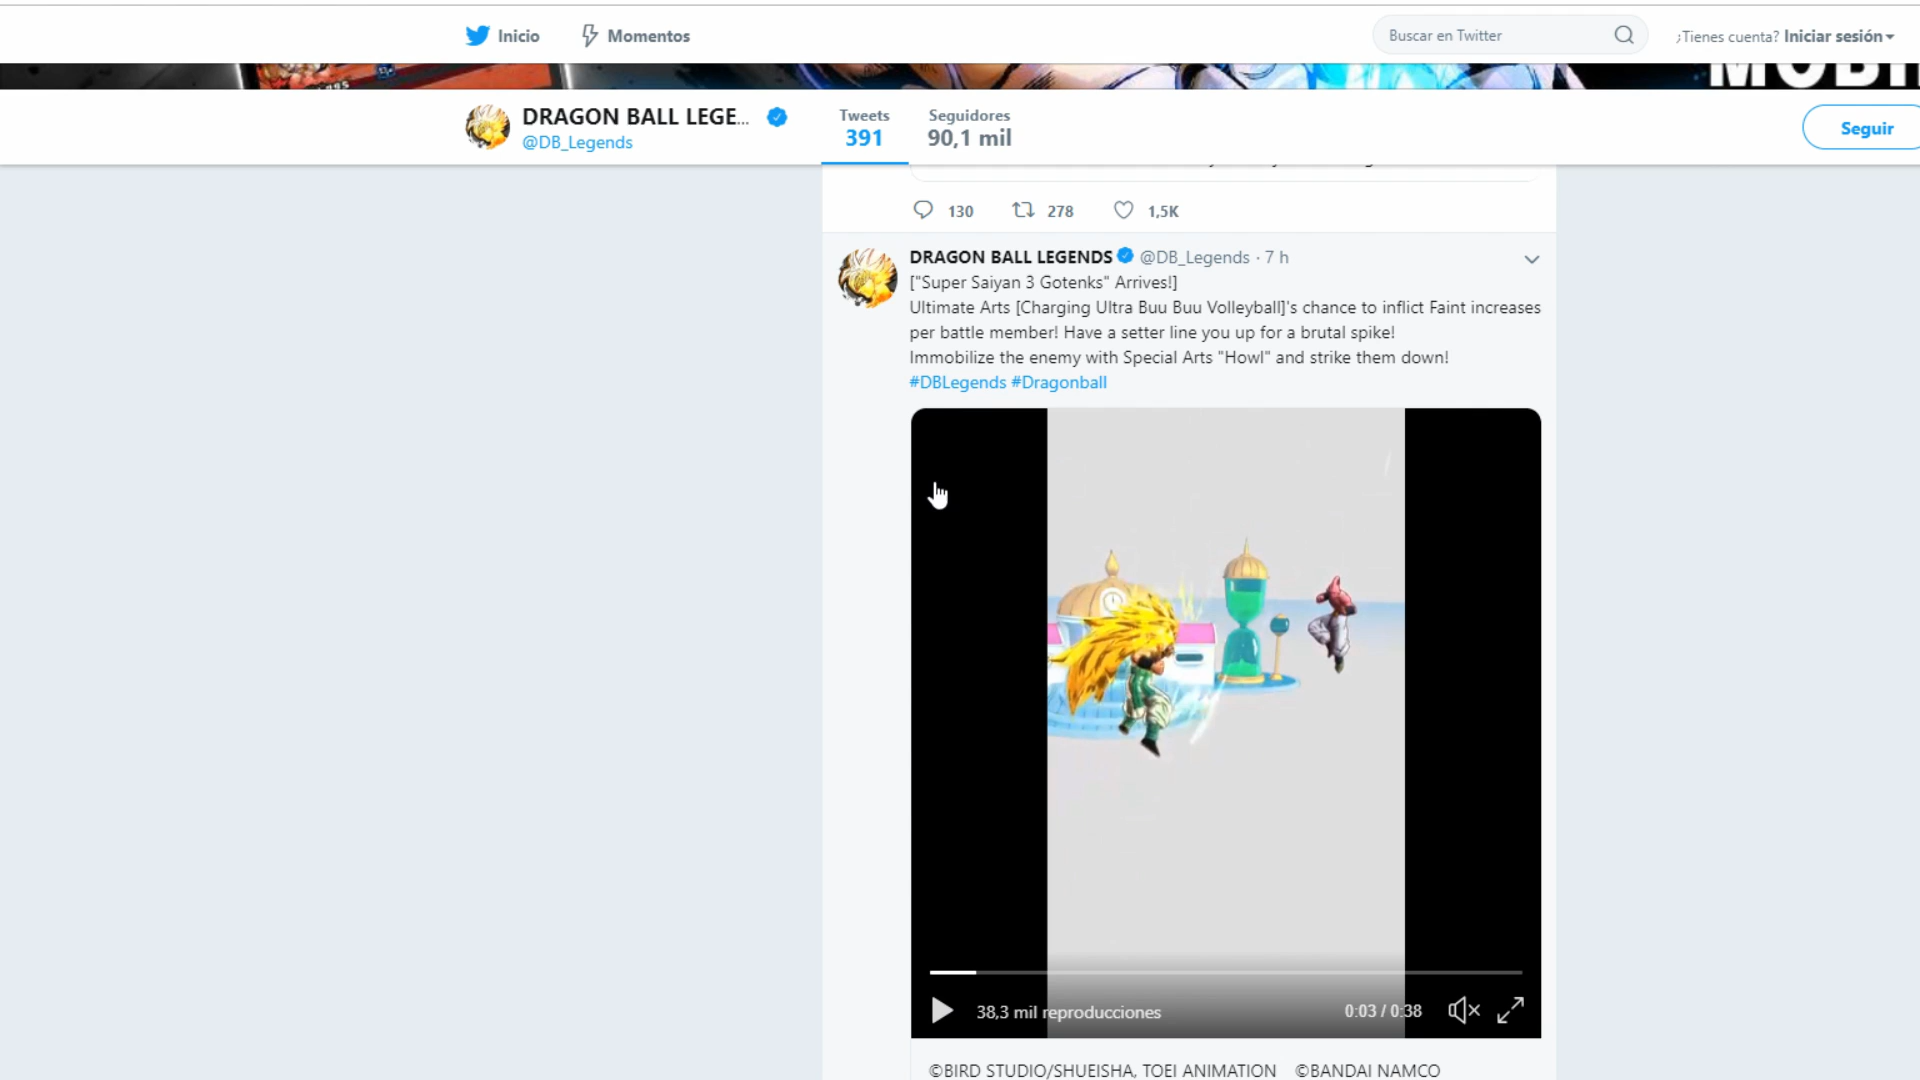 Inicio
Momentos
Buscar en Twitter
¿Tienes cuenta? Iniciar sesión
DRAGON BALL LEGE...
@DB_Legends
Tweets
391
Seguidores
90,1 mil
Seguir
130
278
1,5K
DRAGON BALL LEGENDS @DB_Legends · 7 h
["Super Saiyan 3 Gotenks" Arrives!]
Ultimate Arts [Charging Ultra Buu Buu Volleyball]'s chance to inflict Faint increases
per battle member! Have a setter line you up for a brutal spike!
Immobilize the enemy with Special Arts "Howl" and strike them down!
#DBLegends #Dragonball
38,3 mil reproducciones
0:03 / 0:38
©BIRD STUDIO/SHUEISHA, TOEI ANIMATION ©BANDAI NAMCO